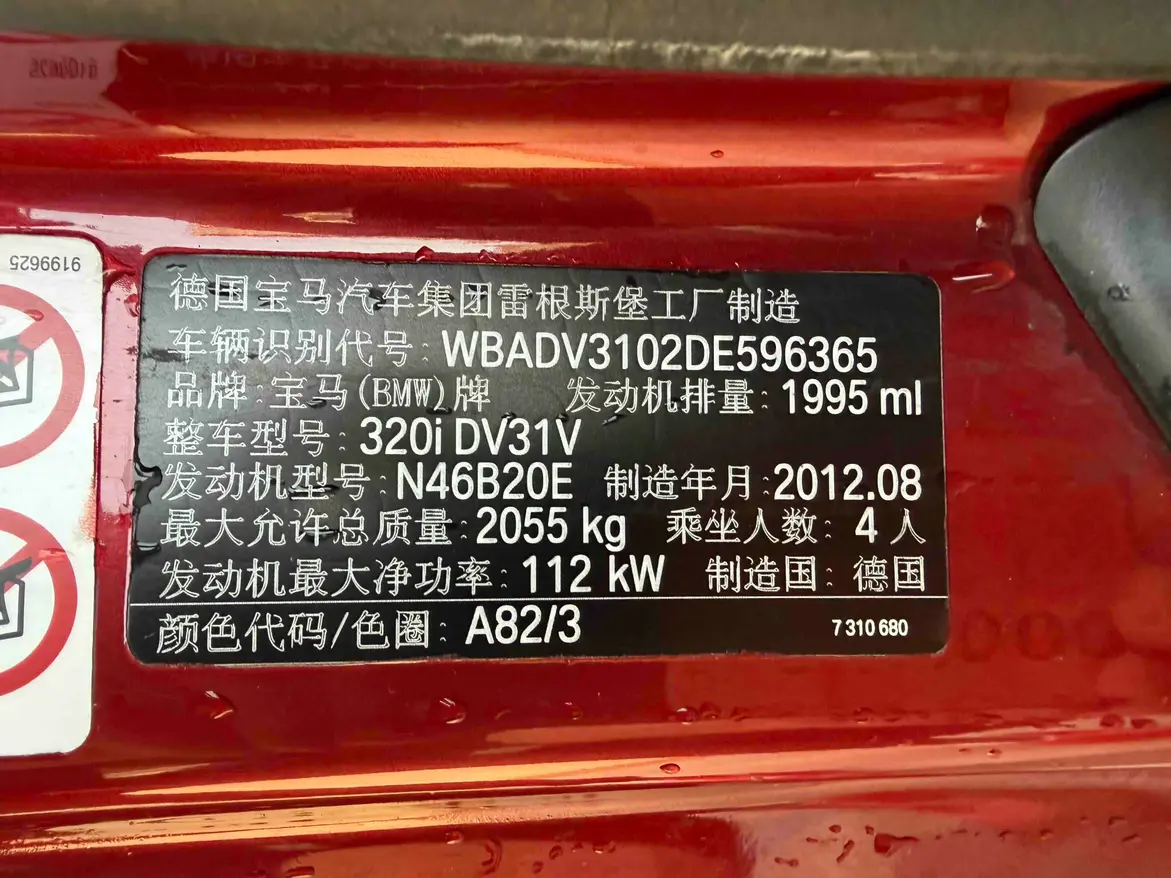 9199625
德国宝马汽车集团雷根斯堡工厂制造
车辆识别代号: WBADV3102DE596365
品牌: 宝马(BMW)牌 发动机排量: 1995 ml
整车型号: 320i DV31V
发动机型号: N46B20E 制造年月: 2012.08
最大允许总质量: 2055 kg 乘坐人数: 4 人
发动机最大净功率: 112 kW 制造国: 德国
颜色代码/色圈: A82/3 7 310 680